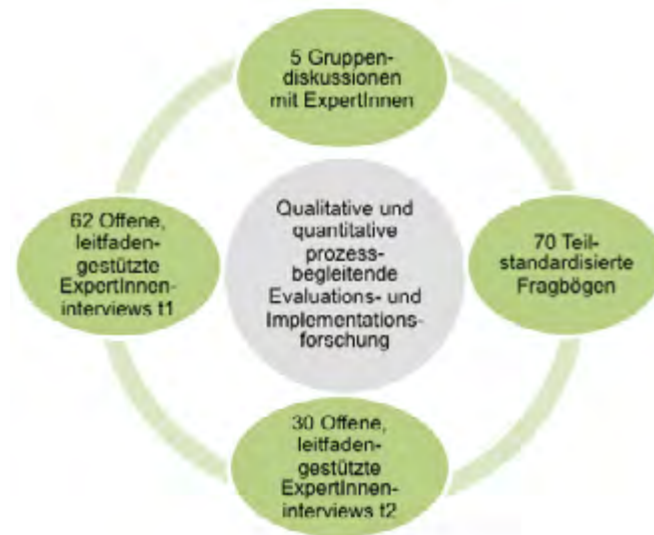 5 Gruppen-
diskussionen
mit ExpertInnen
62 Offene,
leitfaden-
gestützte
ExpertInnen-
interviews t1
Qualitative und
quantitative
prozess-
begleitende
Evaluations- und
Implementations-
forschung
70 Teil-
standardisierte
Fragbögen
30 Offene,
leitfaden-
gestützte
ExpertInnen-
interviews t2